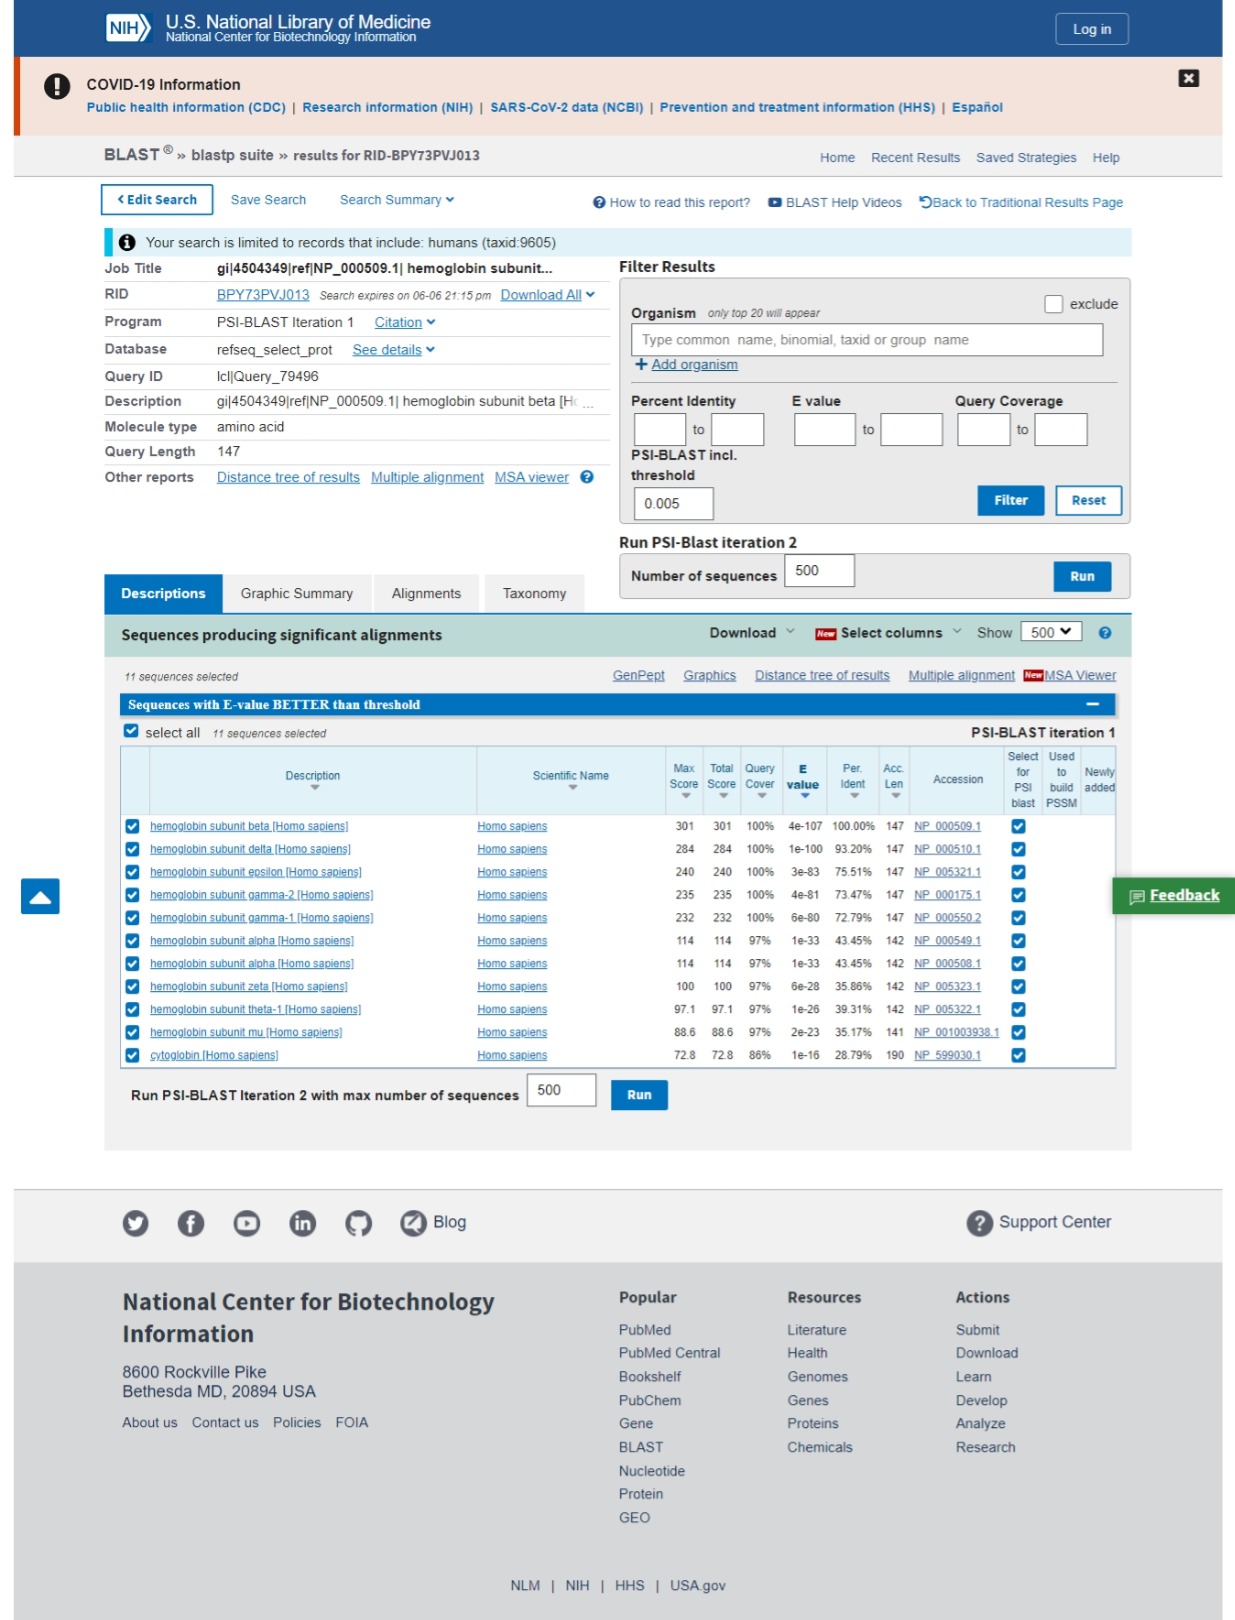 NIH U.S. National Library of Medicine
National Center for Biotechnology Information
Log in
COVID-19 Information
Public health information (CDC) | Research information (NIH) | SARS-CoV-2 data (NCBI) | Prevention and treatment information (HHS) | Español
BLAST ® » blastp suite » results for RID-BPY73PVJ013
Home Recent Results Saved Strategies Help
Edit Search Save Search Search Summary
How to read this report? BLAST Help Videos Back to Traditional Results Page
Your search is limited to records that include: humans (taxid:9605)
Job Title gi|4504349|ref|NP_000509.1| hemoglobin subunit...
RID BPY73PVJ013 Search expires on 06-06 21:15 pm Download All
Program PSI-BLAST Iteration 1 Citation
Database refseq_select_prot See details
Query ID lcl|Query_79496
Description gi|4504349|ref|NP_000509.1| hemoglobin subunit beta [Ho ...
Molecule type amino acid
Query Length 147
Other reports Distance tree of results Multiple alignment MSA viewer
Filter Results
Organism only top 20 will appear exclude
Type common name, binomial, taxid or group name
Add organism
Percent Identity E value Query Coverage
to to to
PSI-BLAST incl.
threshold
0.005
Filter Reset
Run PSI-Blast iteration 2
Number of sequences 500 Run
Descriptions Graphic Summary Alignments Taxonomy
Sequences producing significant alignments Download New Select columns Show 500
11 sequences selected GenPept Graphics Distance tree of results Multiple alignment New MSA Viewer
Sequences with E-value BETTER than threshold
select all 11 sequences selected PSI-BLAST iteration 1
Description Scientific Name Max Score Total Score Query Cover E value Per. Ident Acc. Len Accession Select for PSI blast Used to build PSSM Newly added
hemoglobin subunit beta [Homo sapiens] Homo sapiens 301 301 100% 4e-107 100.00% 147 NP_000509.1
hemoglobin subunit delta [Homo sapiens] Homo sapiens 284 284 100% 1e-100 93.20% 147 NP_000510.1
hemoglobin subunit epsilon [Homo sapiens] Homo sapiens 240 240 100% 3e-83 75.51% 147 NP_005321.1
hemoglobin subunit gamma-2 [Homo sapiens] Homo sapiens 235 235 100% 4e-81 73.47% 147 NP_000175.1
hemoglobin subunit gamma-1 [Homo sapiens] Homo sapiens 232 232 100% 6e-80 72.79% 147 NP_000550.2
hemoglobin subunit alpha [Homo sapiens] Homo sapiens 114 114 97% 1e-33 43.45% 142 NP_000549.1
hemoglobin subunit alpha [Homo sapiens] Homo sapiens 114 114 97% 1e-33 43.45% 142 NP_000508.1
hemoglobin subunit zeta [Homo sapiens] Homo sapiens 100 100 97% 6e-28 35.86% 142 NP_005323.1
hemoglobin subunit theta-1 [Homo sapiens] Homo sapiens 97.1 97.1 97% 1e-26 39.31% 142 NP_005322.1
hemoglobin subunit mu [Homo sapiens] Homo sapiens 88.6 88.6 97% 2e-23 35.17% 141 NP_001003938.1
cytoglobin [Homo sapiens] Homo sapiens 72.8 72.8 86% 1e-16 28.79% 190 NP_599030.1
Feedback
Run PSI-BLAST Iteration 2 with max number of sequences 500 Run
Blog
Support Center
National Center for Biotechnology
Information
8600 Rockville Pike
Bethesda MD, 20894 USA
About us Contact us Policies FOIA
Popular
PubMed
PubMed Central
Bookshelf
PubChem
Gene
BLAST
Nucleotide
Protein
GEO
Resources
Literature
Health
Genomes
Genes
Proteins
Chemicals
Actions
Submit
Download
Learn
Develop
Analyze
Research
NLM | NIH | HHS | USA.gov